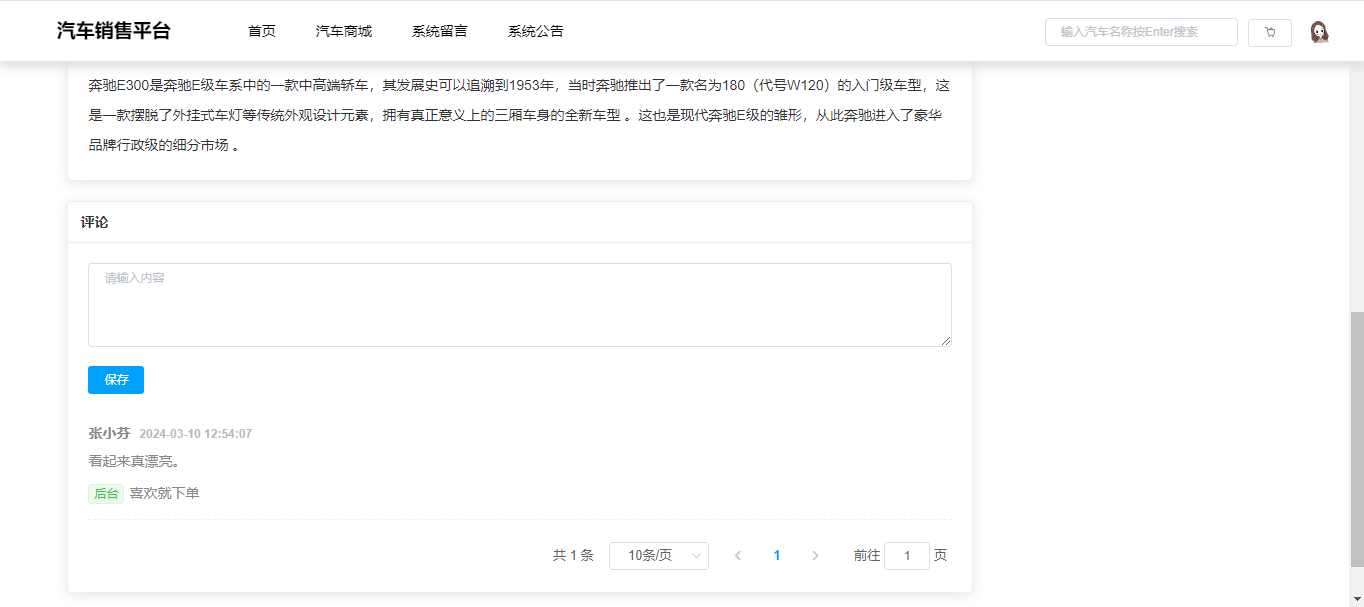 汽车销售平台 首页 汽车商城 系统留言 系统公告 输入汽车名称按Enter搜索
奔驰E300是奔驰E级车系中的一款中高端轿车，其发展史可以追溯到1953年，当时奔驰推出了一款名为180（代号W120）的入门级车型，这
是一款摆脱了外挂式车灯等传统外观设计元素，拥有真正意义上的三厢车身的全新车型 。这也是现代奔驰E级的雏形，从此奔驰进入了豪华
品牌行政级的细分市场 。
评论
请输入内容
保存
张小芬 2024-03-10 12:54:07
看起来真漂亮。
后台 喜欢就下单
共 1 条 10条/页 1 前往 1 页